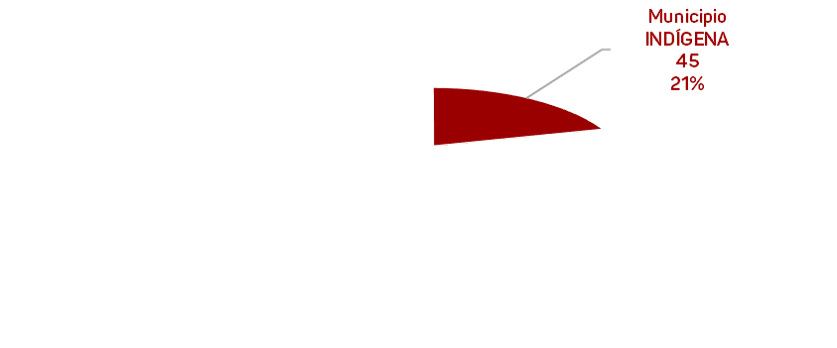 Municipio
INDÍGENA
45
21%